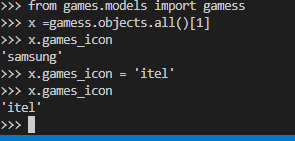 >>> from games.models import gamess
>>> x =gamess.objects.all()[1]
>>> x.games_icon
'samsung'
>>> x.games_icon = 'itel'
>>> x.games_icon
'itel'
>>>